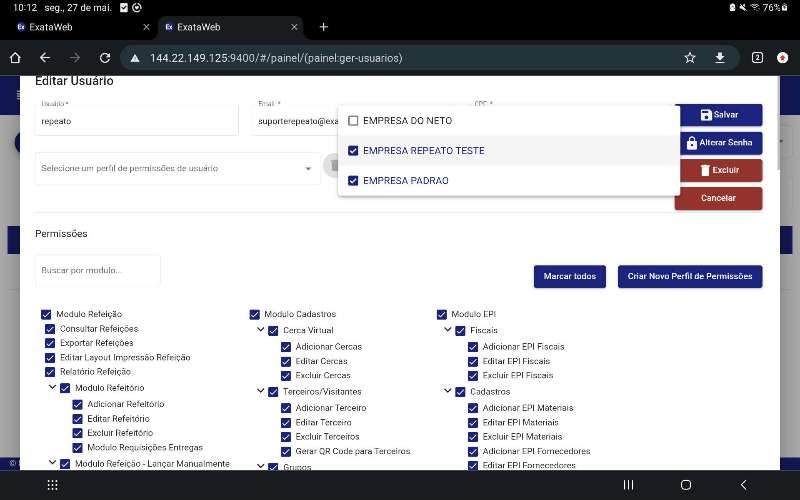 10:12 seg., 27 de mai.
76%
Ex ExataWeb
Ex ExataWeb
144.22.149.125:9400/#/painel/(painel:ger-usuarios)
2
Editar Usuário
Usuário *
Email *
CPF *
repeato
suporterepeato@exa
Selecione um perfil de permissões de usuário
EMPRESA DO NETO
EMPRESA REPEATO TESTE
EMPRESA PADRAO
Salvar
Alterar Senha
Excluir
Cancelar
Permissões
Buscar por modulo...
Marcar todos
Criar Novo Perfil de Permissões
Modulo Refeição
Consultar Refeições
Exportar Refeições
Editar Layout Impressão Refeição
Relatório Refeição
Modulo Refeitório
Adicionar Refeitório
Editar Refeitório
Excluir Refeitório
Modulo Requisições Entregas
Modulo Refeição - Lançar Manualmente
Modulo Cadastros
Cerca Virtual
Adicionar Cercas
Editar Cercas
Excluir Cercas
Terceiros/Visitantes
Adicionar Terceiro
Editar Terceiro
Excluir Terceiros
Gerar QR Code para Terceiros
Grupos
Modulo EPI
Fiscais
Adicionar EPI Fiscais
Editar EPI Fiscais
Excluir EPI Fiscais
Cadastros
Adicionar EPI Materiais
Editar EPI Materiais
Excluir EPI Materiais
Adicionar EPI Fornecedores
Editar EPI Fornecedores